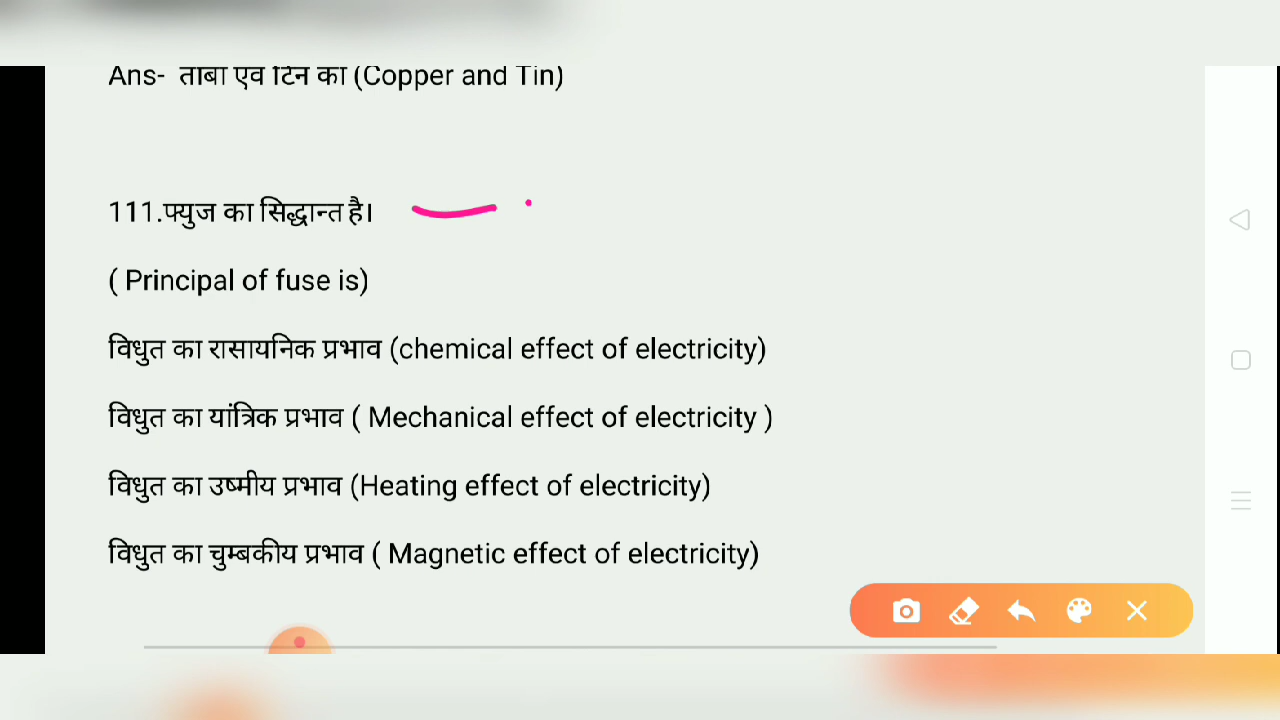 Ans- तांबा एवं टिन का (Copper and Tin)
111.फ्युज का सिद्धान्त है।
( Principal of fuse is)
विधुत का रासायनिक प्रभाव (chemical effect of electricity)
विधुत का यांत्रिक प्रभाव ( Mechanical effect of electricity )
विधुत का उष्मीय प्रभाव (Heating effect of electricity)
विधुत का चुम्बकीय प्रभाव ( Magnetic effect of electricity)